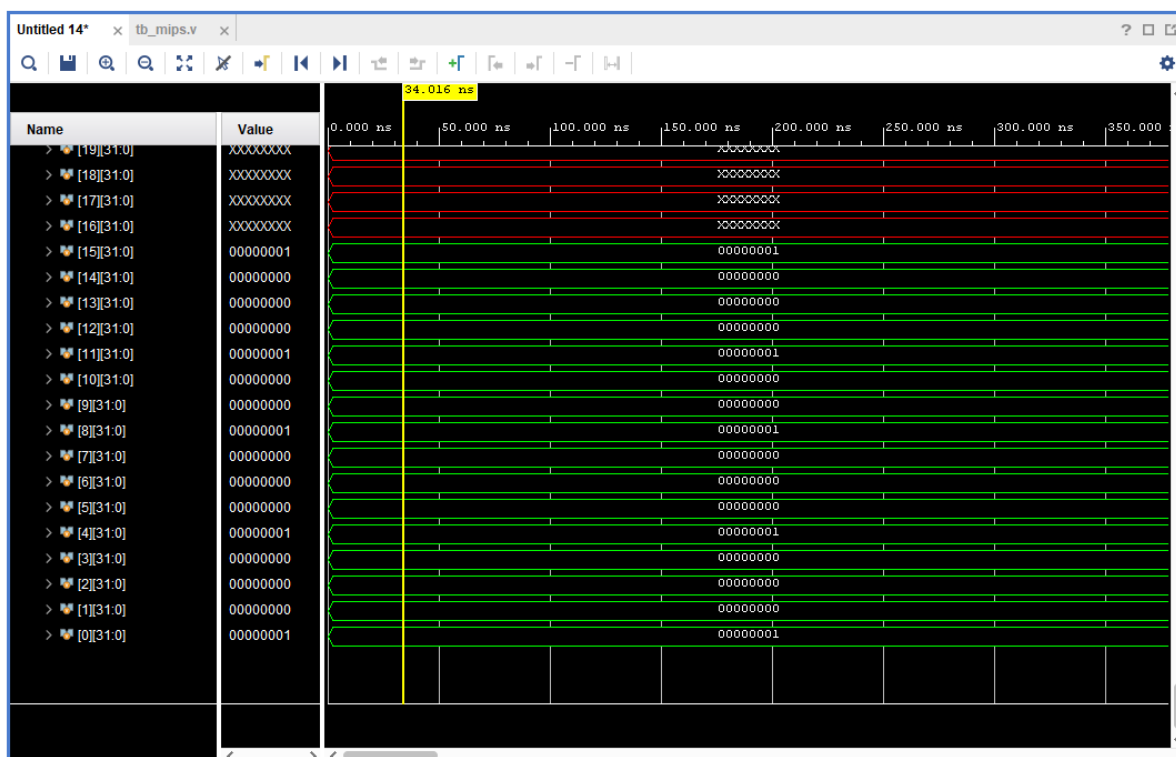 Untitled 14* × tb_mips.v × ?
34.016 ns
Name Value 0.000 ns 50.000 ns 100.000 ns 150.000 ns 200.000 ns 250.000 ns 300.000 ns 350.000
> [19][31:0] XXXXXXXX XXXXXXXX
> [18][31:0] XXXXXXXX XXXXXXXX
> [17][31:0] XXXXXXXX XXXXXXXX
> [16][31:0] XXXXXXXX XXXXXXXX
> [15][31:0] 00000001 00000001
> [14][31:0] 00000000 00000000
> [13][31:0] 00000000 00000000
> [12][31:0] 00000000 00000000
> [11][31:0] 00000001 00000001
> [10][31:0] 00000000 00000000
> [9][31:0] 00000000 00000000
> [8][31:0] 00000001 00000001
> [7][31:0] 00000000 00000000
> [6][31:0] 00000000 00000000
> [5][31:0] 00000000 00000000
> [4][31:0] 00000001 00000001
> [3][31:0] 00000000 00000000
> [2][31:0] 00000000 00000000
> [1][31:0] 00000000 00000000
> [0][31:0] 00000001 00000001